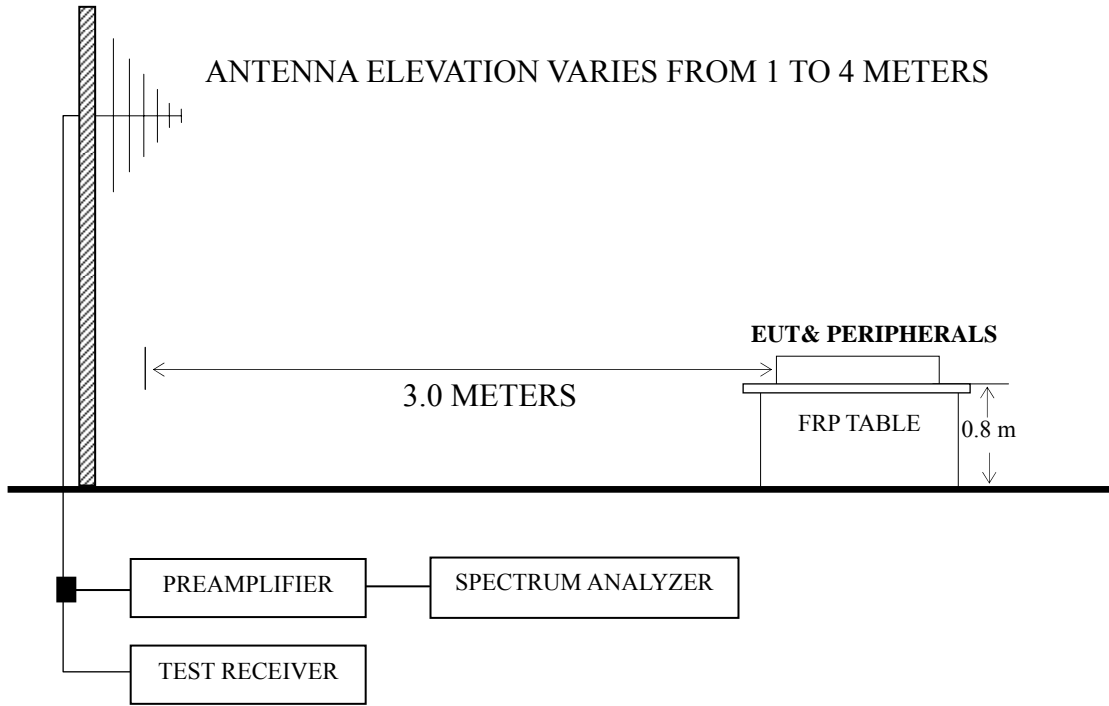 ANTENNA ELEVATION VARIES FROM 1 TO 4 METERS
EUT& PERIPHERALS
3.0 METERS
FRP TABLE
0.8 m
PREAMPLIFIER
SPECTRUM ANALYZER
TEST RECEIVER